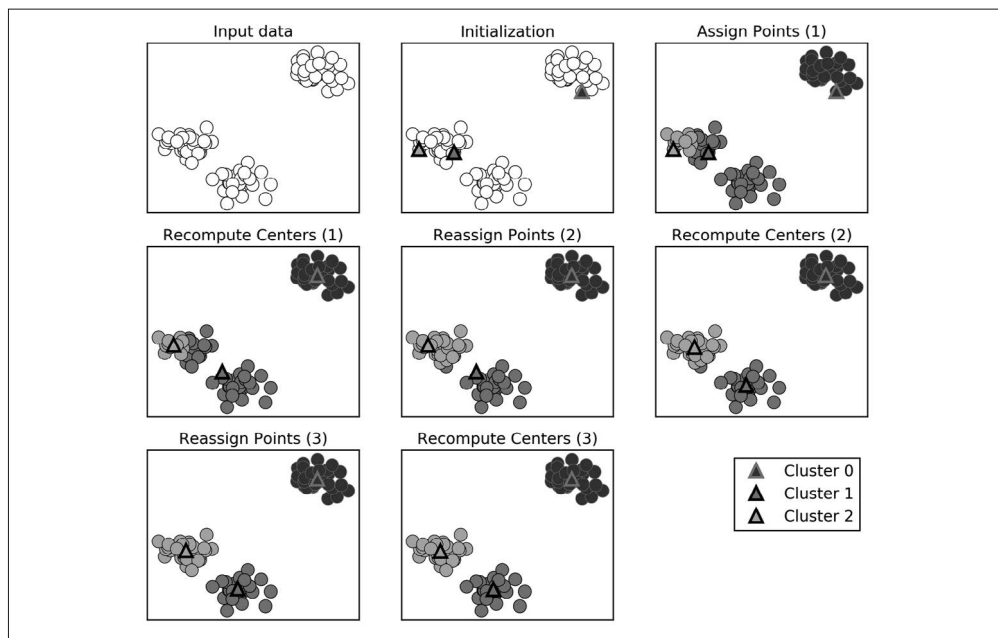 Input data
Initialization
Assign Points (1)
Recompute Centers (1)
Reassign Points (2)
Recompute Centers (2)
Reassign Points (3)
Recompute Centers (3)
Cluster 0
Cluster 1
Cluster 2